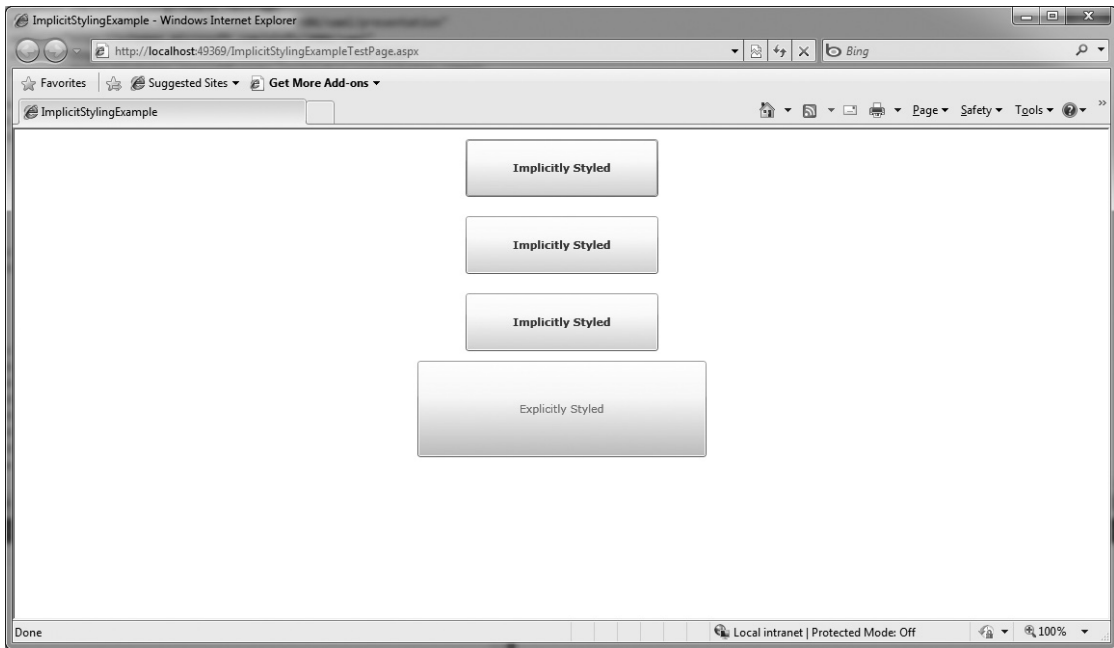 ImplicitStylingExample - Windows Internet Explorer
http://localhost:49369/ImplicitStylingExampleTestPage.aspx
Bing
Favorites Suggested Sites Get More Add-ons
ImplicitStylingExample
Page Safety Tools
Implicitly Styled
Implicitly Styled
Implicitly Styled
Explicitly Styled
Done
Local intranet | Protected Mode: Off
100%